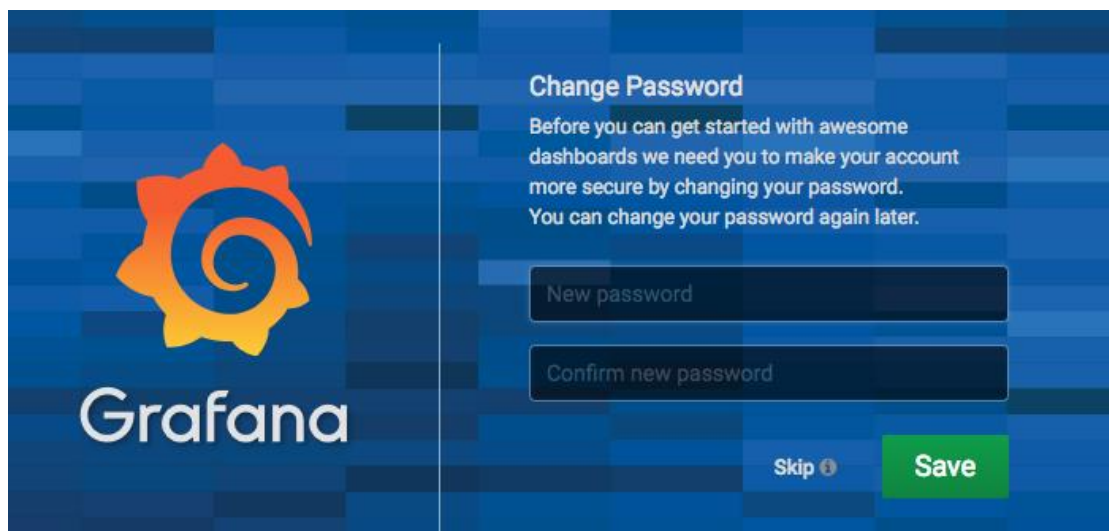 Grafana
Change Password
Before you can get started with awesome
dashboards we need you to make your account
more secure by changing your password.
You can change your password again later.
New password
Confirm new password
Skip
Save